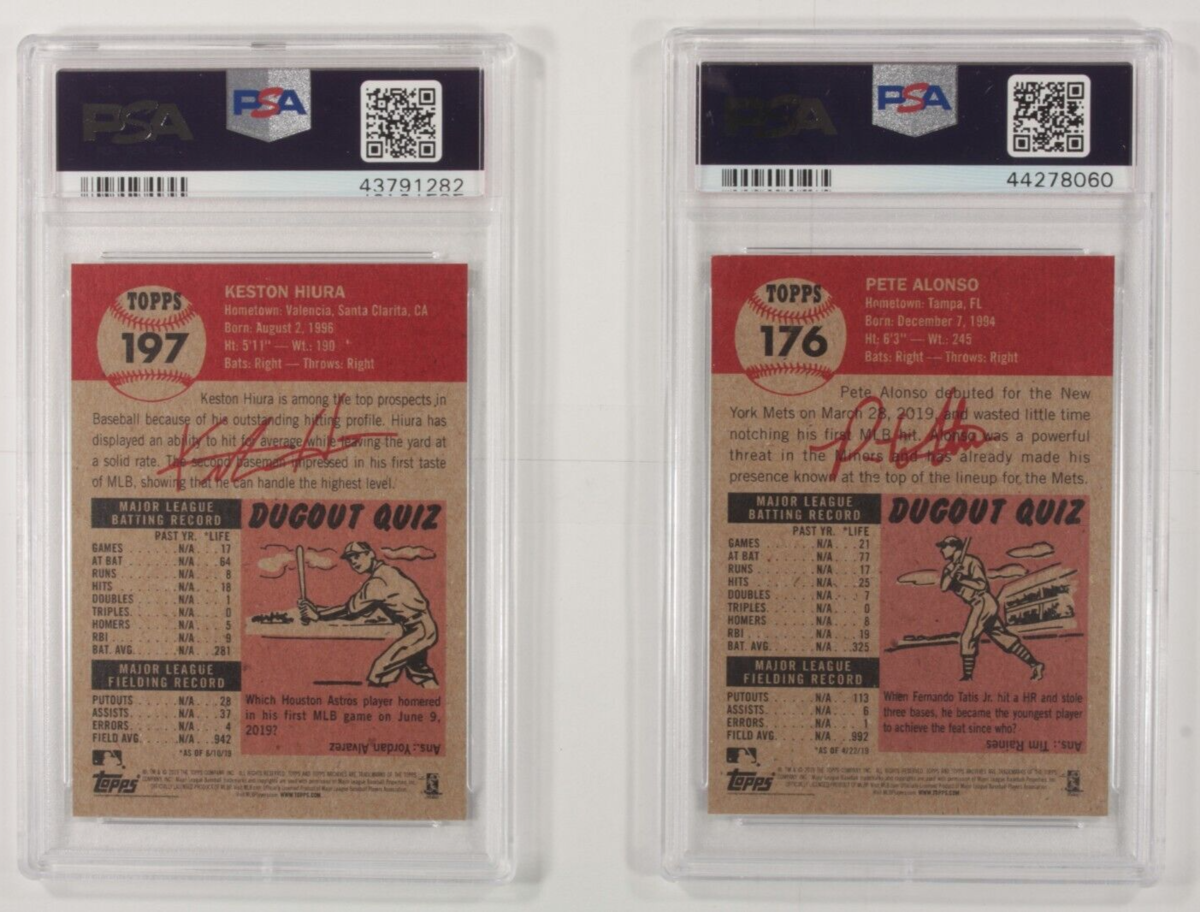 PSA
PSA
43791282
TOPPS
197
KESTON HIURA
Hometown: Valencia, Santa Clarita, CA
Born: August 2, 1996
Ht: 5'11" — Wt.: 190
Bats: Right — Throws: Right
Keston Hiura is among the top prospects in
Baseball because of his outstanding hitting profile. Hiura has
displayed an ability to hit for average while leaving the yard at
a solid rate. The second baseman impressed in his first taste
of MLB, showing that he can handle the highest level.
MAJOR LEAGUE
BATTING RECORD
PAST YR. *LIFE
GAMES N/A 17
AT BAT N/A 64
RUNS N/A 8
HITS N/A 18
DOUBLES N/A 1
TRIPLES N/A 0
HOMERS N/A 5
RBI N/A 9
BAT. AVG. N/A .281
MAJOR LEAGUE
FIELDING RECORD
PUTOUTS N/A 28
ASSISTS N/A 37
ERRORS N/A 4
FIELD AVG. N/A .942
*AS OF 6/10/19
DUGOUT QUIZ
Which Houston Astros player homered
in his first MLB game on June 9,
2019?
Ans.: Yordan Alvarez
Topps
PSA
PSA
44278060
TOPPS
176
PETE ALONSO
Hometown: Tampa, FL
Born: December 7, 1994
Ht: 6'3" — Wt.: 245
Bats: Right — Throws: Right
Pete Alonso debuted for the New
York Mets on March 28, 2019, and wasted little time
notching his first MLB hit. Alonso was a powerful
threat in the Minors and has already made his
presence known at the top of the lineup for the Mets.
MAJOR LEAGUE
BATTING RECORD
PAST YR. *LIFE
GAMES N/A 21
AT BAT N/A 77
RUNS N/A 17
HITS N/A 25
DOUBLES N/A 7
TRIPLES N/A 0
HOMERS N/A 8
RBI N/A 19
BAT. AVG. N/A .325
MAJOR LEAGUE
FIELDING RECORD
PUTOUTS N/A 113
ASSISTS N/A 6
ERRORS N/A 1
FIELD AVG. N/A .992
*AS OF 4/22/19
DUGOUT QUIZ
When Fernando Tatis Jr. hit a HR and stole
three bases, he became the youngest player
to achieve the feat since who?
Ans.: Tim Raines
Topps